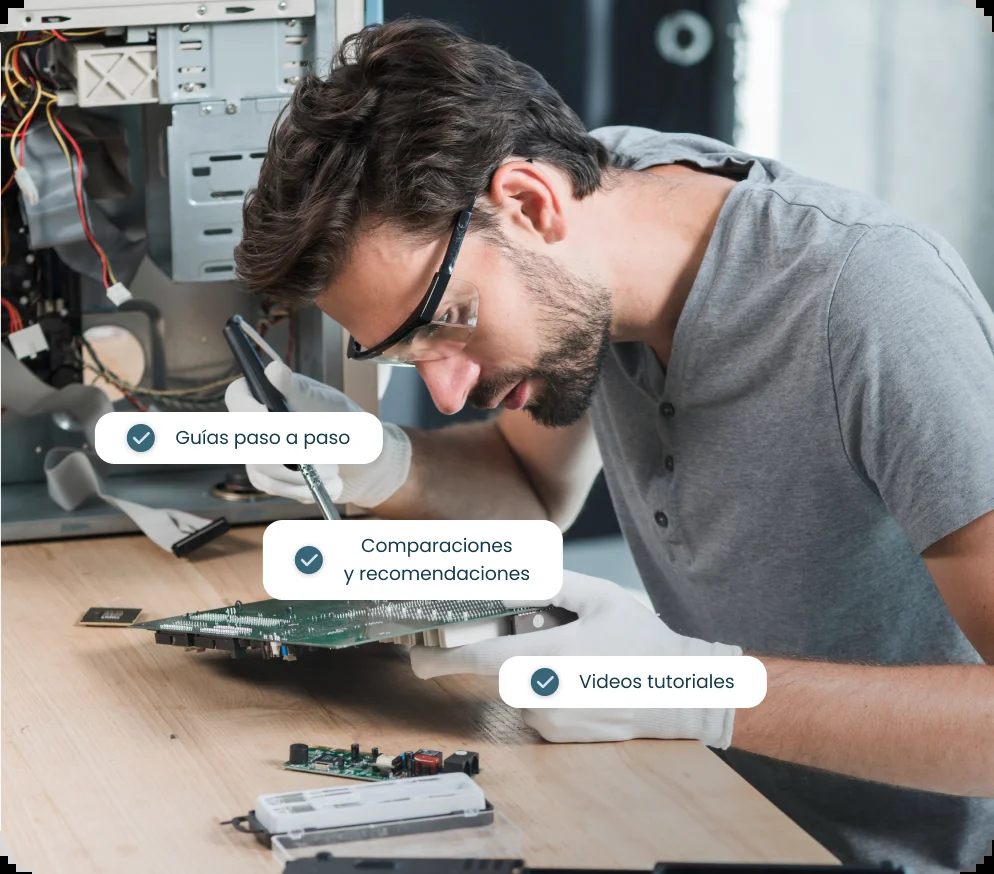 Guías paso a paso
Comparaciones
y recomendaciones
Videos tutoriales